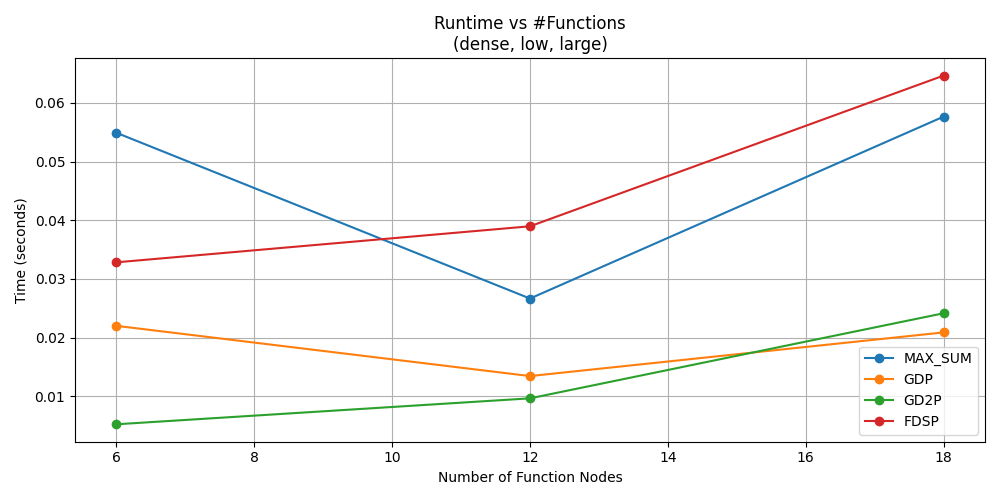 Runtime vs #Functions
(dense, low, large)
Time (seconds)
0.06
0.05
0.04
0.03
0.02
0.01
6
8
10
12
14
16
18
Number of Function Nodes
MAX_SUM
GDP
GD2P
FDSP